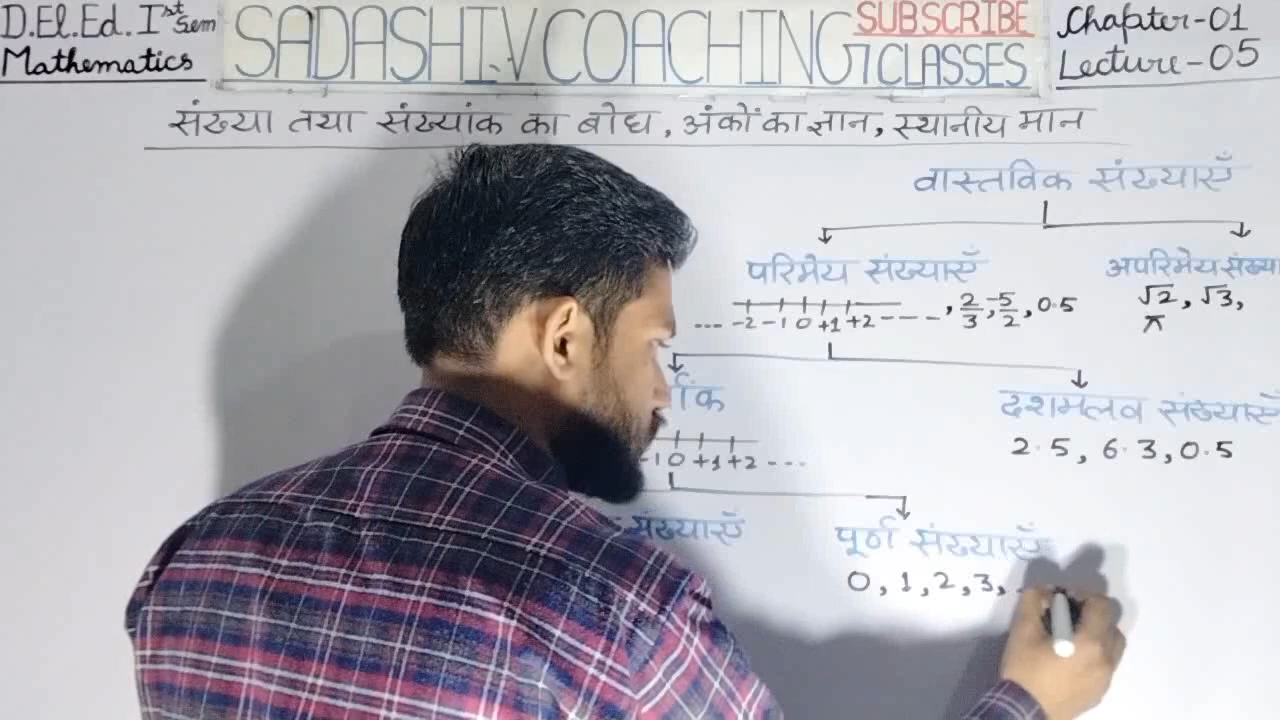 D.El.Ed. Ist Sem
Mathematics
SADASHIV COACHING CLASSES
SUBSCRIBE
Chapter-01
Lecture-05
संख्या तथा संख्यांक का बोध, अंकों का ज्ञान, स्थानीय मान
वास्तविक संख्याएँ
परिमेय संख्याएँ
अपरिमेय संख्या
... -2 -1 0 +1 +2 - - - -, 2/3, -5/2, 0.5
√2, √3,
π
दशमलव संख्याएँ
-1 0 +1 +2 ....
2.5, 6.3, 0.5
संख्याएँ
पूर्ण संख्याएँ
0, 1, 2, 3,